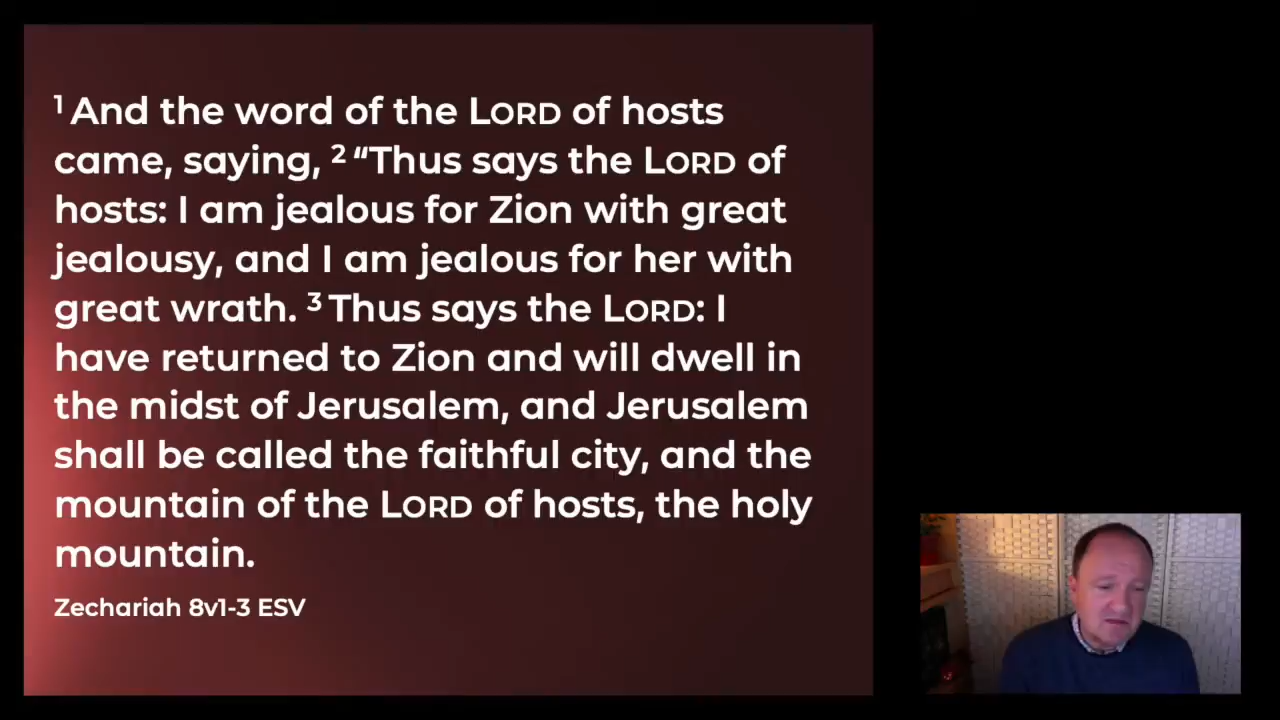 ¹ And the word of the LORD of hosts
came, saying, ² “Thus says the LORD of
hosts: I am jealous for Zion with great
jealousy, and I am jealous for her with
great wrath. ³ Thus says the LORD: I
have returned to Zion and will dwell in
the midst of Jerusalem, and Jerusalem
shall be called the faithful city, and the
mountain of the LORD of hosts, the holy
mountain.
Zechariah 8v1-3 ESV